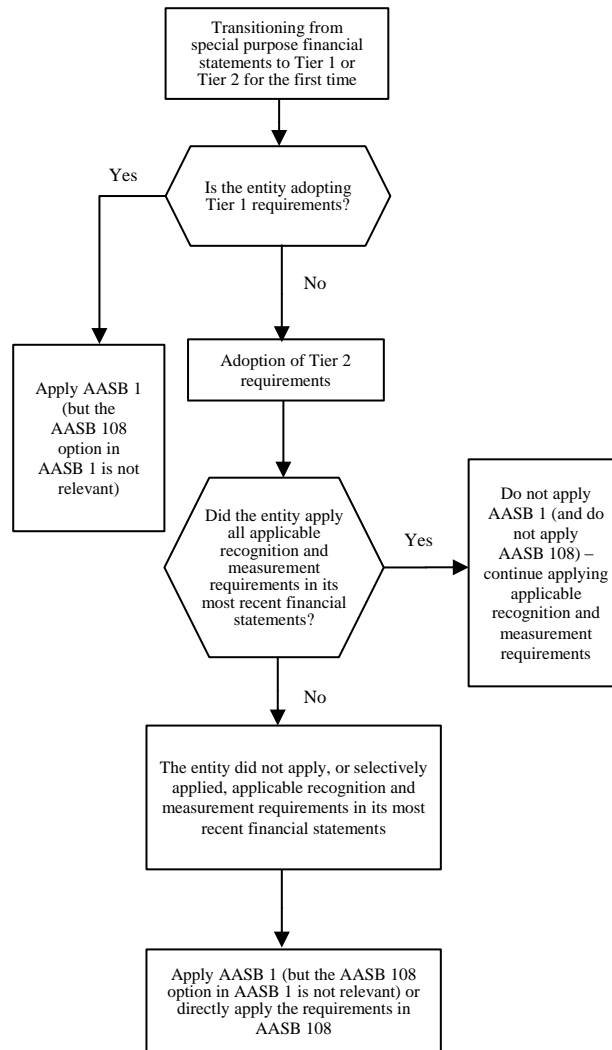 Transitioning from
special purpose financial
statements to Tier 1 or
Tier 2 for the first time
Yes
Is the entity adopting
Tier 1 requirements?
No
Apply AASB 1
(but the
AASB 108
option in
AASB 1 is not
relevant)
Adoption of Tier 2
requirements
Did the entity apply
all applicable
recognition and
measurement
requirements in its
most recent financial
statements?
Yes
Do not apply
AASB 1 (and do
not apply
AASB 108) –
continue applying
applicable
recognition and
measurement
requirements
No
The entity did not apply, or selectively
applied, applicable recognition and
measurement requirements in its most
recent financial statements
Apply AASB 1 (but the AASB 108
option in AASB 1 is not relevant) or
directly apply the requirements in
AASB 108